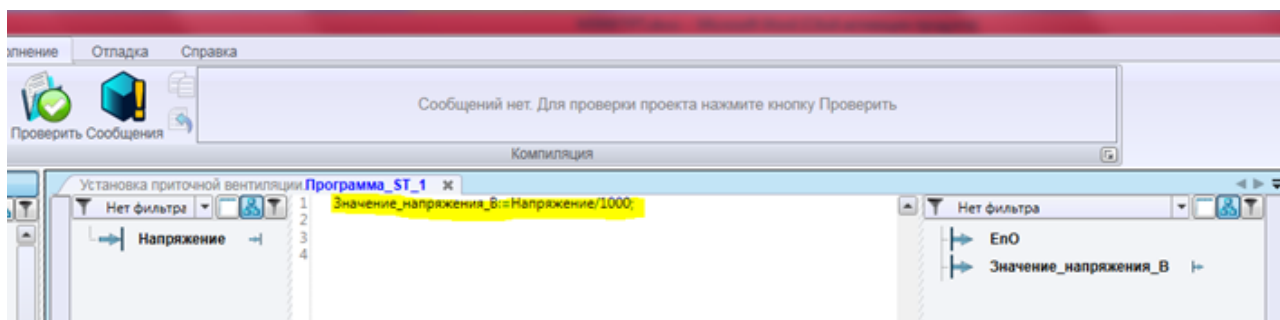 Отладка Справка
Проверить Сообщения
Сообщений нет. Для проверки проекта нажмите кнопку Проверить
Компиляция
Установка приточной вентиляции.Программа_ST_1
Нет фильтра
1 Значение_напряжения_В:=Напряжение/1000;
2
3
4
Напряжение
Нет фильтра
EnO
Значение_напряжения_В